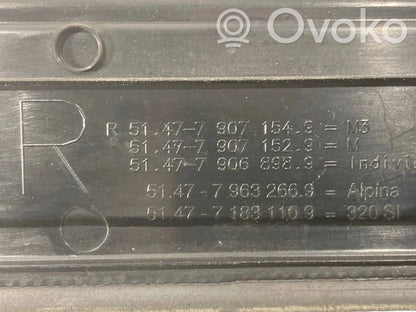 Ovoko
R
R 51.47-7 907 154.9 = M3
51.47-7 907 152.9 = M
51.47-7 906 898.9 =
51.47 - 7 963 266.9 = Alpina
51.47 - 7 183 110 9 = 320 SI